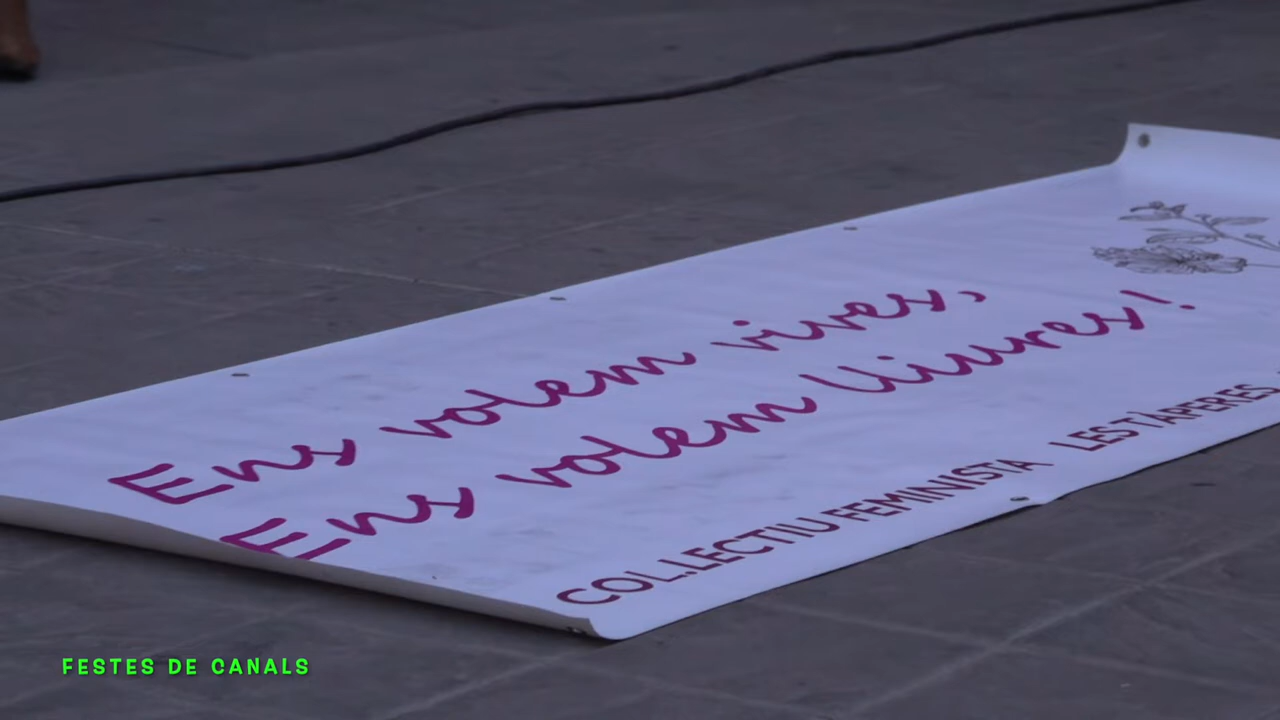 Ens volem vives,
Ens volem lliures!
COL.LECTIU FEMINISTA LES TÀPERES
FESTES DE CANALS